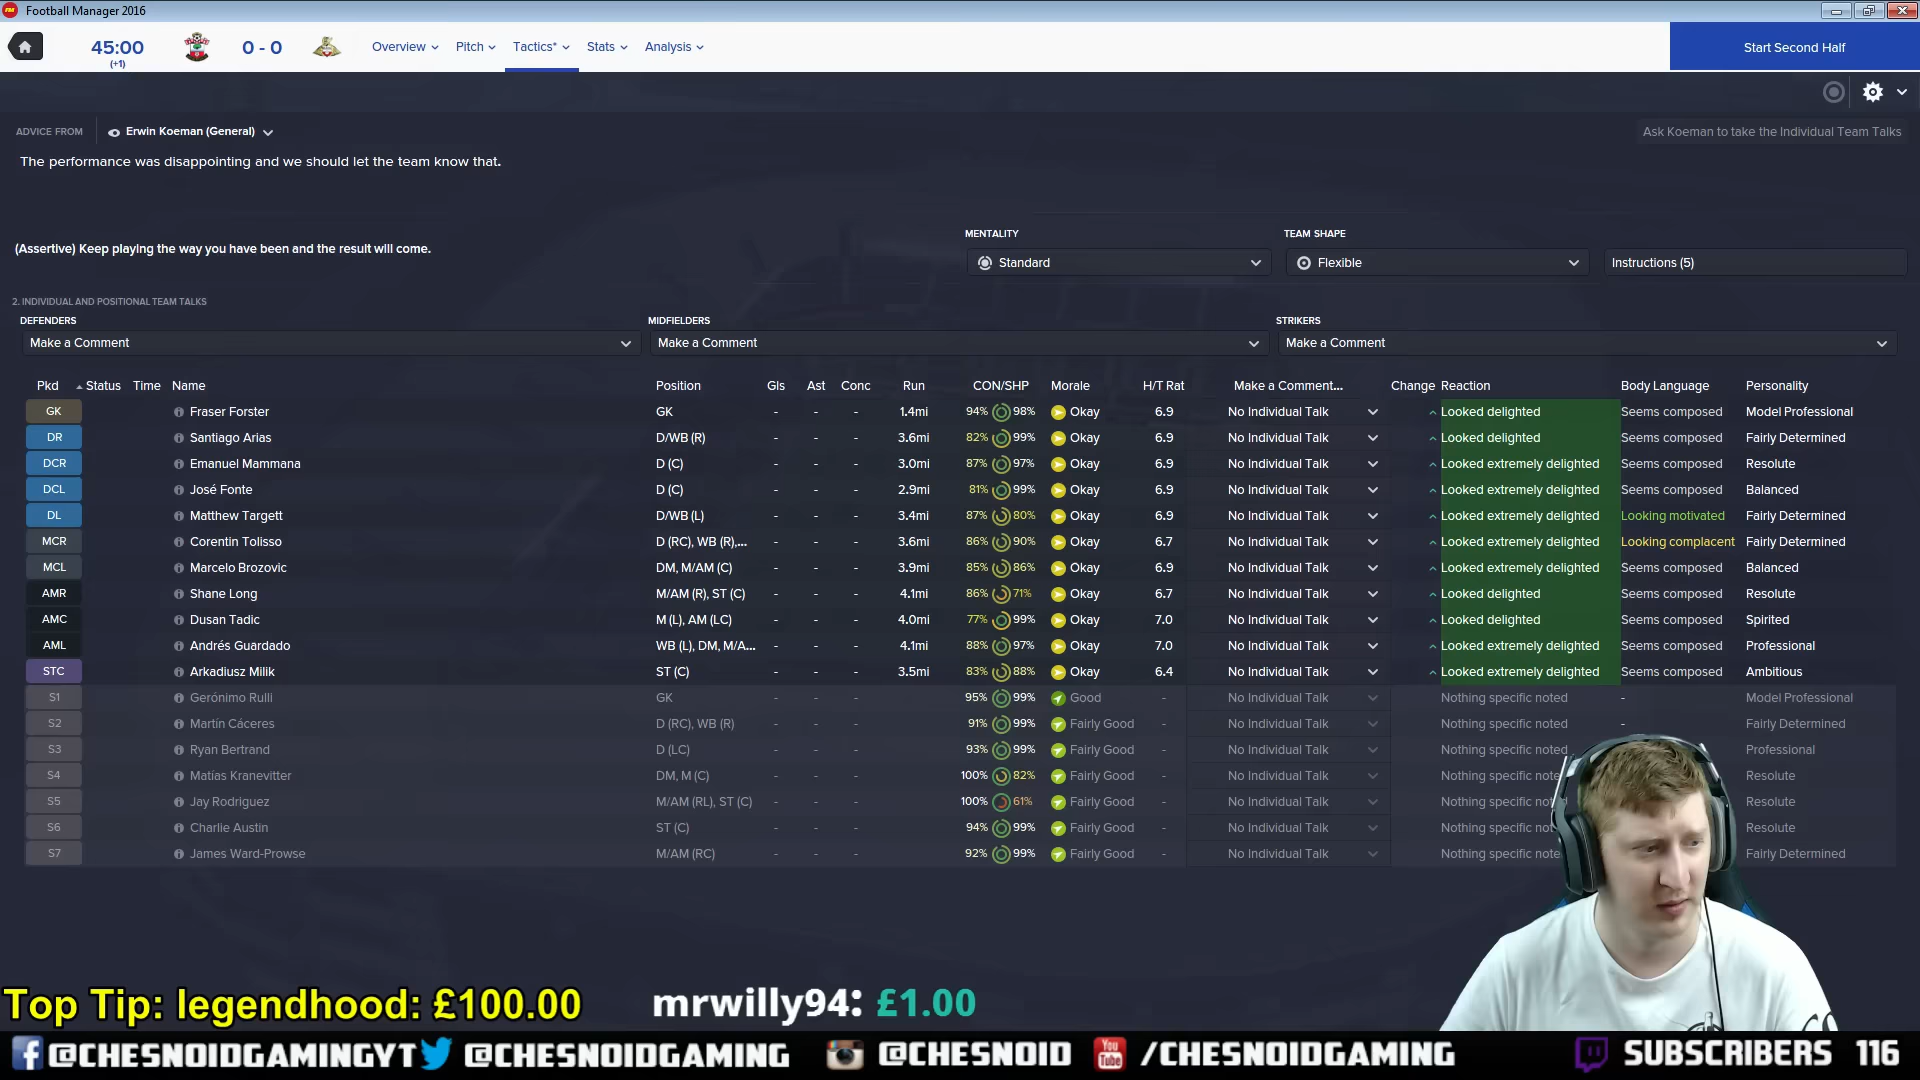 Football Manager 2016
45:00
(+1)
0 - 0
Overview
Pitch
Tactics*
Stats
Analysis
Start Second Half
ADVICE FROM
Erwin Koeman (General)
Ask Koeman to take the Individual Team Talks
The performance was disappointing and we should let the team know that.
(Assertive) Keep playing the way you have been and the result will come.
MENTALITY
Standard
TEAM SHAPE
Flexible
Instructions (5)
2. INDIVIDUAL AND POSITIONAL TEAM TALKS
DEFENDERS
Make a Comment
MIDFIELDERS
Make a Comment
STRIKERS
Make a Comment
Pkd Status Time Name Position Gls Ast Conc Run CON/SHP Morale H/T Rat Make a Comment... Change Reaction Body Language Personality
GK Fraser Forster GK - - - 1.4mi 94% 98% Okay 6.9 No Individual Talk Looked delighted Seems composed Model Professional
DR Santiago Arias D/WB (R) - - - 3.6mi 82% 99% Okay 6.9 No Individual Talk Looked delighted Seems composed Fairly Determined
DCR Emanuel Mammana D (C) - - - 3.0mi 87% 97% Okay 6.9 No Individual Talk Looked extremely delighted Seems composed Resolute
DCL José Fonte D (C) - - - 2.9mi 81% 99% Okay 6.9 No Individual Talk Looked extremely delighted Seems composed Balanced
DL Matthew Targett D/WB (L) - - - 3.4mi 87% 80% Okay 6.9 No Individual Talk Looked extremely delighted Looking motivated Fairly Determined
MCR Corentin Tolisso D (RC), WB (R),... - - - 3.6mi 86% 90% Okay 6.7 No Individual Talk Looked extremely delighted Looking complacent Fairly Determined
MCL Marcelo Brozovic DM, M/AM (C) - - - 3.9mi 85% 86% Okay 6.9 No Individual Talk Looked extremely delighted Seems composed Balanced
AMR Shane Long M/AM (R), ST (C) - - - 4.1mi 86% 71% Okay 6.7 No Individual Talk Looked delighted Seems composed Resolute
AMC Dusan Tadic M (L), AM (LC) - - - 4.0mi 77% 99% Okay 7.0 No Individual Talk Looked delighted Seems composed Spirited
AML Andrés Guardado WB (L), DM, M/A... - - - 4.1mi 88% 97% Okay 7.0 No Individual Talk Looked extremely delighted Seems composed Professional
STC Arkadiusz Milik ST (C) - - - 3.5mi 83% 88% Okay 6.4 No Individual Talk Looked extremely delighted Seems composed Ambitious
S1 Gerónimo Rulli GK - - - 95% 99% Good - No Individual Talk Nothing specific noted - Model Professional
S2 Martín Cáceres D (RC), WB (R) - - - 91% 99% Fairly Good - No Individual Talk Nothing specific noted - Fairly Determined
S3 Ryan Bertrand D (LC) - - - 93% 99% Fairly Good - No Individual Talk Nothing specific noted Professional
S4 Matías Kranevitter DM, M (C) - - - 100% 82% Fairly Good - No Individual Talk Nothing specific Resolute
S5 Jay Rodriguez M/AM (RL), ST (C) - - - 100% 61% Fairly Good - No Individual Talk Nothing specific Resolute
S6 Charlie Austin ST (C) - - - 94% 99% Fairly Good - No Individual Talk Nothing specific Resolute
S7 James Ward-Prowse M/AM (RC) - - - 92% 99% Fairly Good - No Individual Talk Nothing specific Fairly Determined
Top Tip: legendhood: £100.00
mrwilly94: £1.00
@CHESNOIDGAMINGYT @CHESNOIDGAMING @CHESNOID You Tube /CHESNOIDGAMING SUBSCRIBERS 116